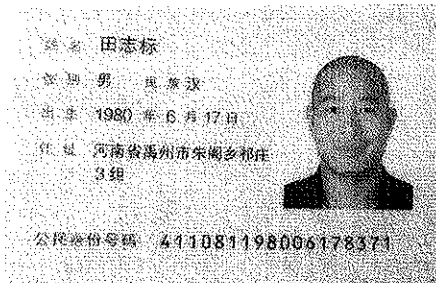 姓名 田志标
性别 男 民族 汉
出生 1980 年 6 月 17 日
住址 河南省禹州市朱阁乡祁庄
3组
公民身份号码 411081198006178371